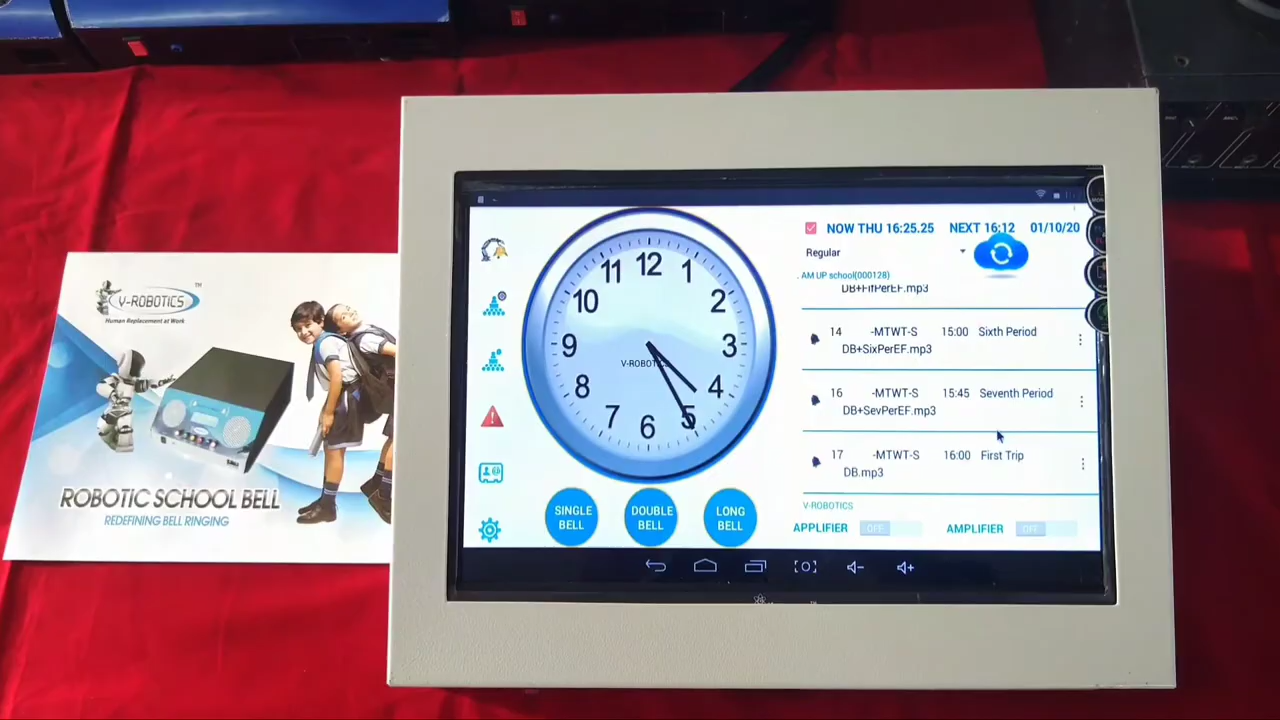 V-ROBOTICS
TM
Human Replacement at Work
ROBOTIC SCHOOL BELL
REDEFINING BELL RINGING
12
1
2
3
4
5
6
7
8
9
10
11
SINGLE
BELL
DOUBLE
BELL
LONG
BELL
NOW THU 16:25.25 NEXT 16:12 01/10/20
Regular
AM UP school(000128)
DB+FifPerEF.mp3
14 -MTWT-S 15:00 Sixth Period
DB+SixPerEF.mp3
16 -MTWT-S 15:45 Seventh Period
DB+SevPerEF.mp3
17 -MTWT-S 16:00 First Trip
DB.mp3
V-ROBOTICS
APPLIFIER OFF AMPLIFIER OFF